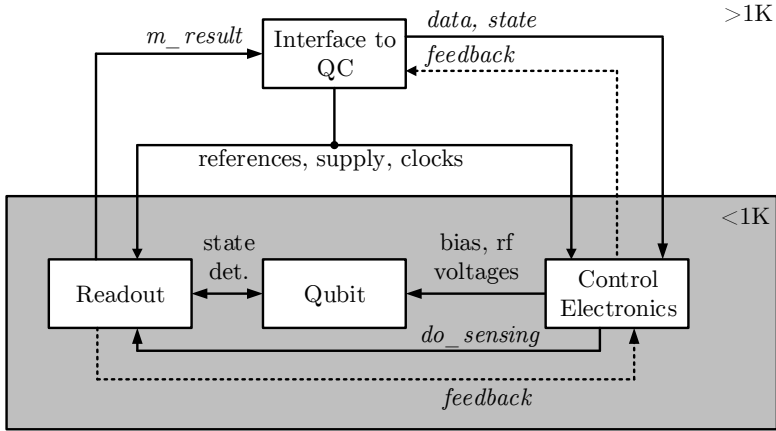 >1K
m_result
Interface to
QC
data, state
feedback
references, supply, clocks
<1K
state
det.
bias, rf
voltages
Readout
Qubit
Control
Electronics
do_sensing
feedback